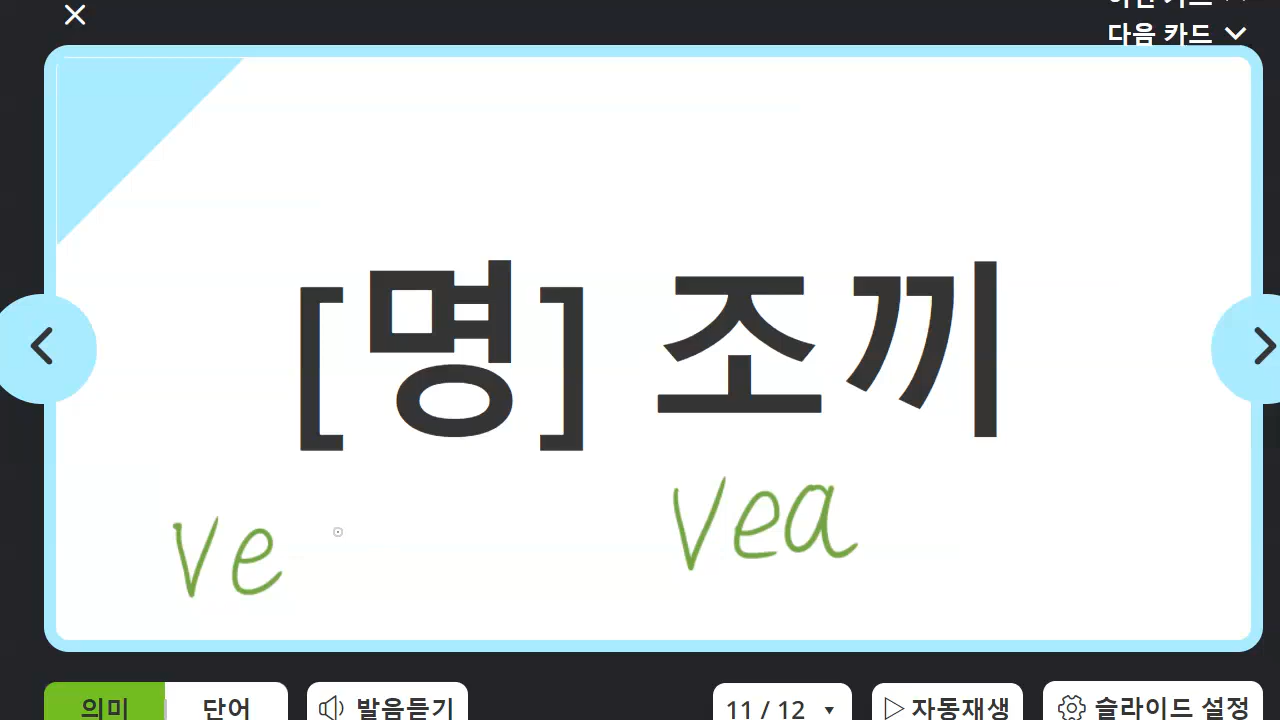 다음 카드
[명] 조끼
ve
vea
의미
단어
발음듣기
11 / 12
자동재생
슬라이드 설정